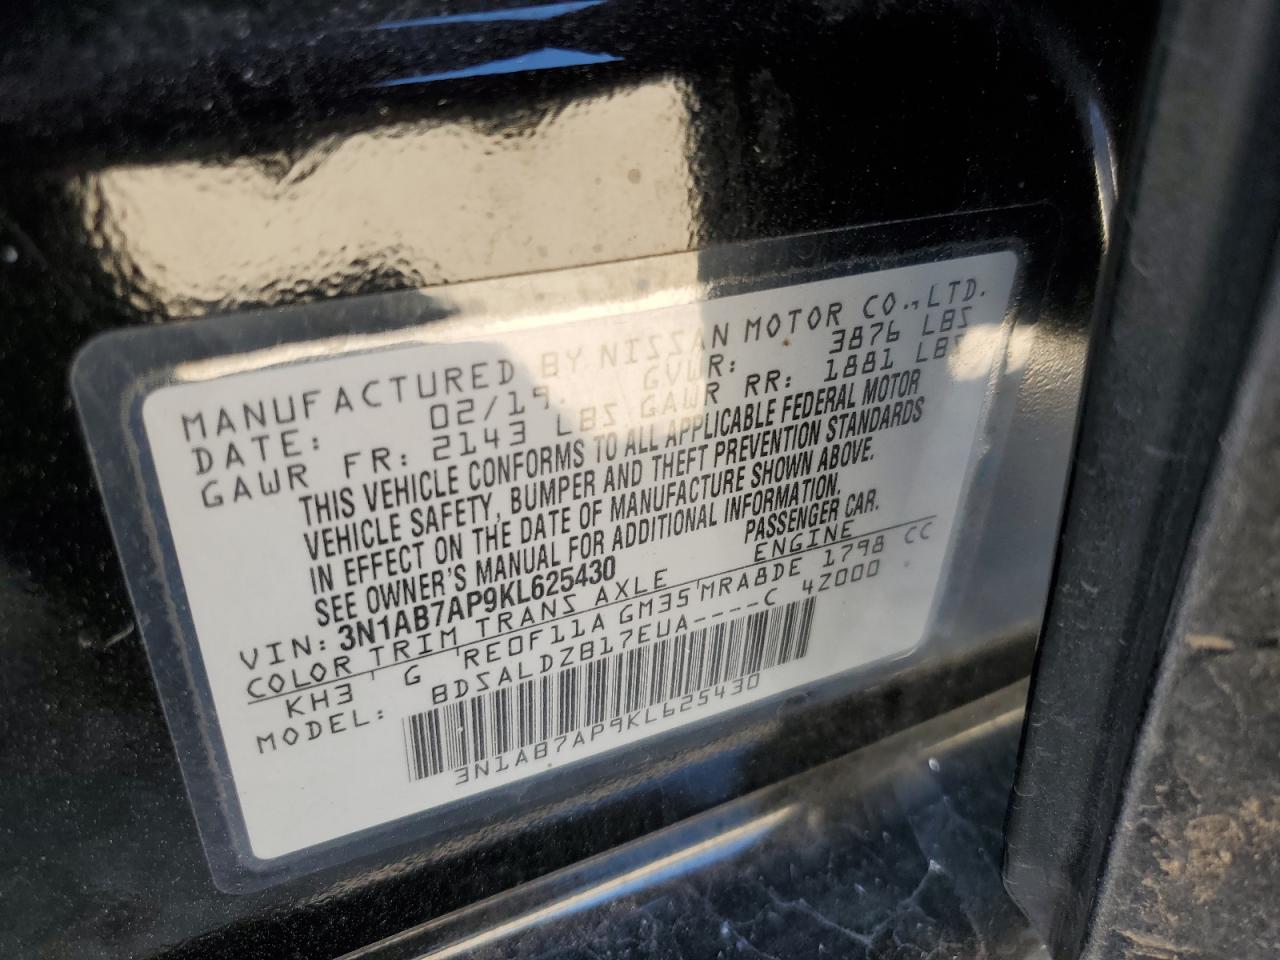 MANUFACTURED BY NISSAN MOTOR CO., LTD.
DATE: 02/19 GVWR: 3876 LBS
GAWR FR: 2143 LBS GAWR RR: 1881 LBS
THIS VEHICLE CONFORMS TO ALL APPLICABLE FEDERAL MOTOR
VEHICLE SAFETY, BUMPER AND THEFT PREVENTION STANDARDS
IN EFFECT ON THE DATE OF MANUFACTURE SHOWN ABOVE.
SEE OWNER'S MANUAL FOR ADDITIONAL INFORMATION.
VIN: 3N1AB7AP9KL625430 PASSENGER CAR.
COLOR TRIM TRANS AXLE ENGINE
KH3 G RE0F11A GM35 MRA8DE 1798 CC
MODEL: BDSALDZB17EUA----C 4Z000
3N1AB7AP9KL625430